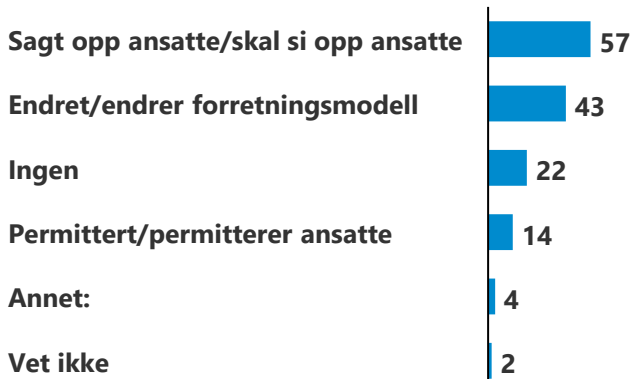 Sagt opp ansatte/skal si opp ansatte 57
Endret/endrer forretningsmodell 43
Ingen 22
Permittert/permitterer ansatte 14
Annet: 4
Vet ikke 2